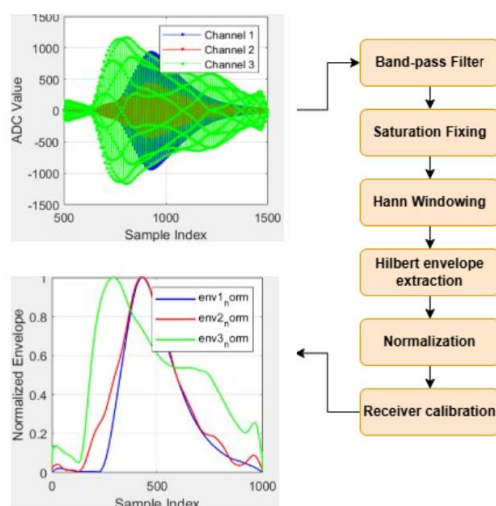 1500
1000
500
0
-500
-1000
-1500
ADC Value
Channel 1
Channel 2
Channel 3
500
1000
1500
Sample Index
Band-pass Filter
Saturation Fixing
Hann Windowing
Hilbert envelope
extraction
Normalization
Receiver calibration
1
0.8
0.6
0.4
0.2
0
Normalized Envelope
env1norm
env2norm
env3norm
0
500
1000
Sample Index